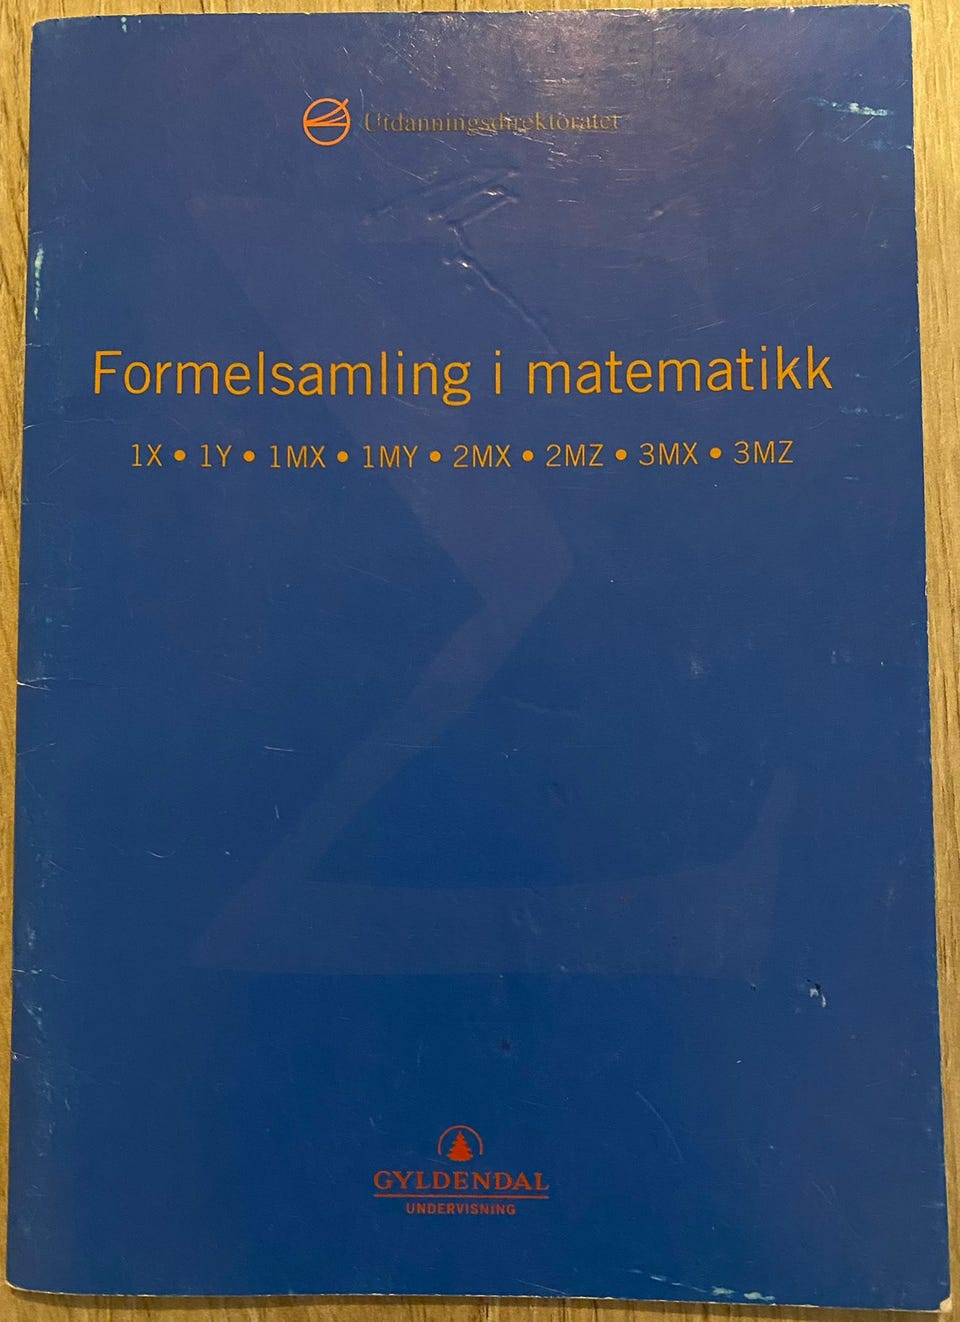 Utdanningsdirektoratet
Formelsamling i matematikk
1X • 1Y • 1MX • 1MY • 2MX • 2MZ • 3MX • 3MZ
GYLDENDAL
UNDERVISNING